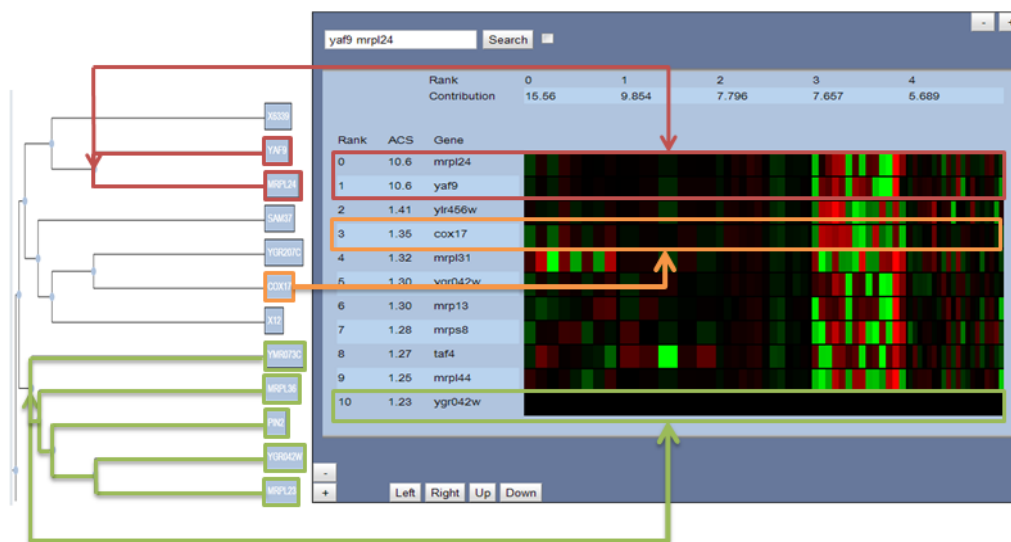 - +
yaf9 mrpl24 Search
Rank 0 1 2 3 4
Contribution 15.56 9.854 7.796 7.657 5.689
Rank ACS Gene
0 10.6 mrpl24
1 10.6 yaf9
2 1.41 ylr456w
3 1.35 cox17
4 1.32 mrpl31
5 1.30 ygr042w
6 1.30 mrp13
7 1.28 mrps8
8 1.27 taf4
9 1.25 mrpl44
10 1.23 ygr042w
-
+ Left Right Up Down
YAF9
MRPL24
SAM37
YGR207C
COX17
X12
YMR073C
MRPL36
PIN2
YGR042W
MRPL23